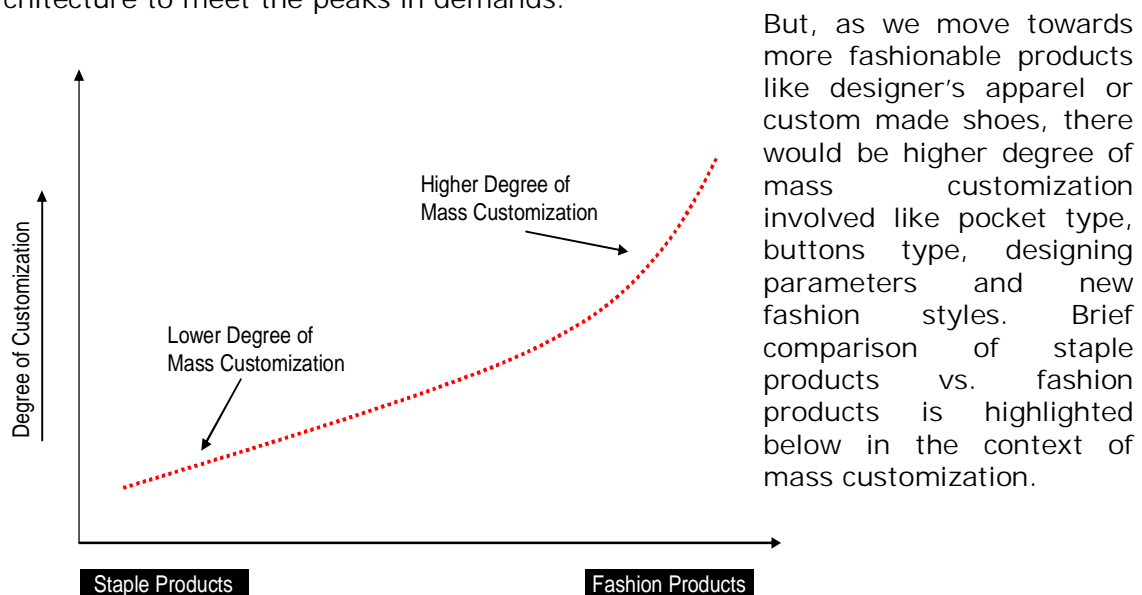 chitecture to meet the peaks in demands.
But, as we move towards
more fashionable products
like designer's apparel or
custom made shoes, there
would be higher degree of
mass customization
involved like pocket type,
buttons type, designing
parameters and new
fashion styles. Brief
comparison of staple
products vs. fashion
products is highlighted
below in the context of
mass customization.
Degree of Customization
Higher Degree of
Mass Customization
Lower Degree of
Mass Customization
Staple Products
Fashion Products